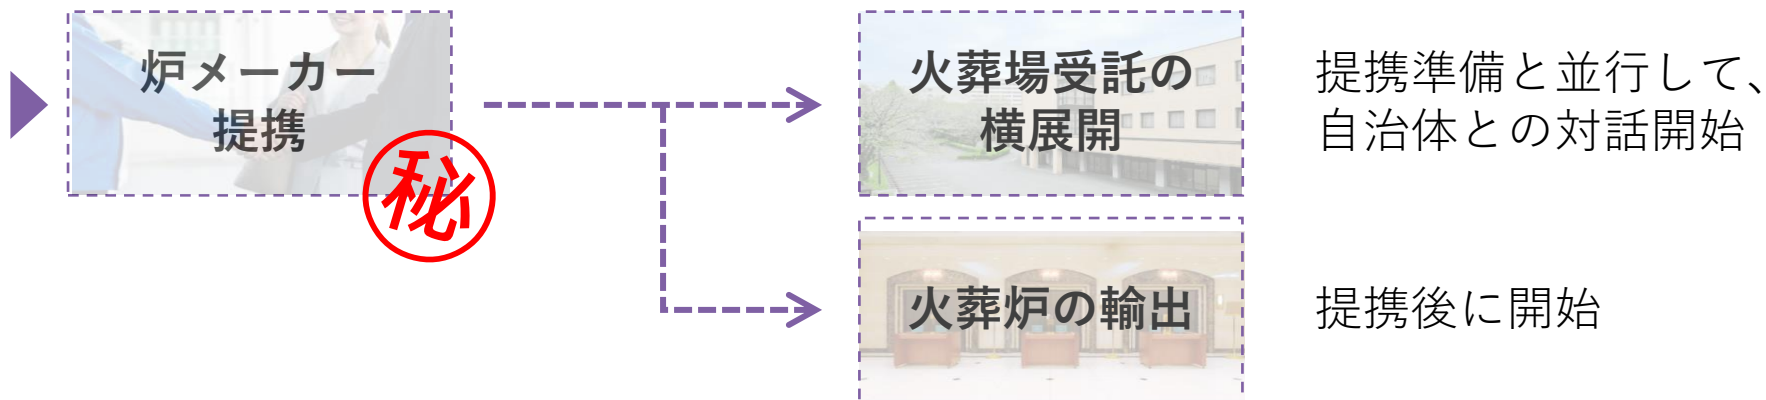 炉メーカー
提携
秘
火葬場受託の
横展開
提携準備と並行して、
自治体との対話開始
火葬炉の輸出
提携後に開始